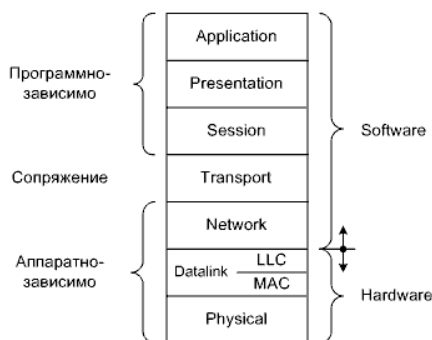 Application
Программно-
зависимо
Presentation
Session
Software
Сопряжение
Transport
Network
Аппаратно-
зависимо
Datalink
LLC
MAC
Hardware
Physical